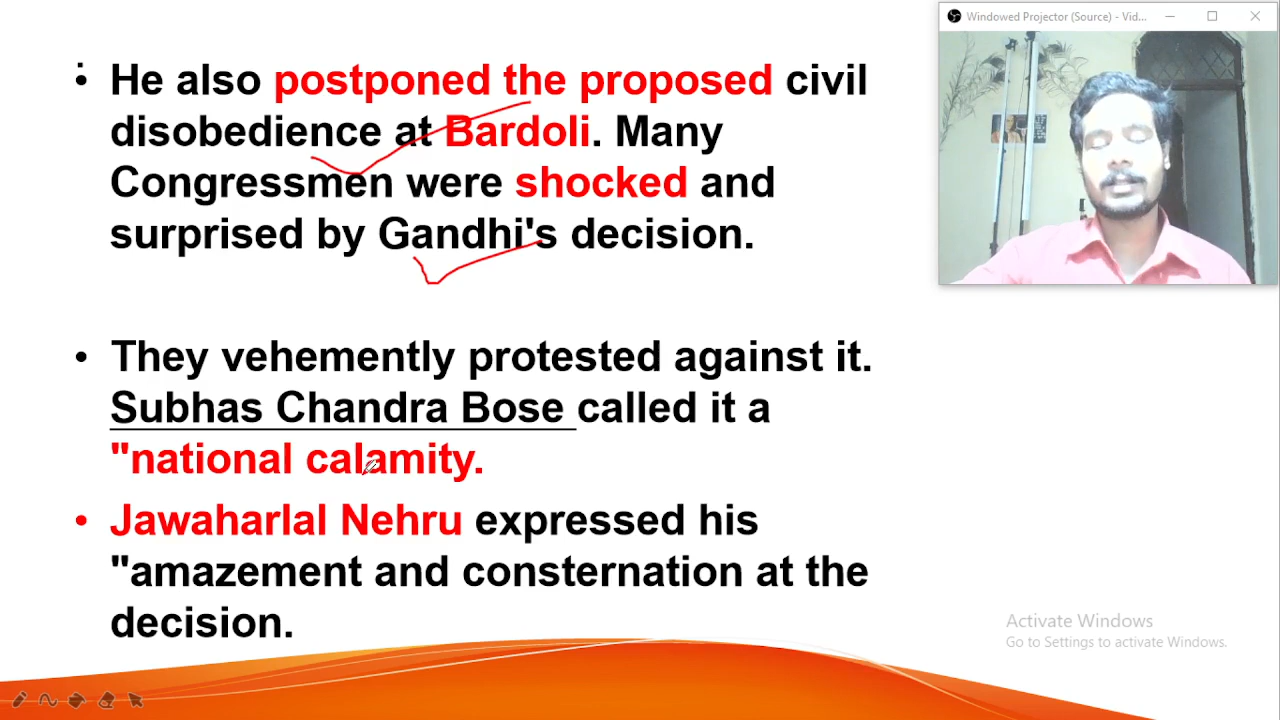 Windowed Projector (Source) - Vid...
• He also postponed the proposed civil
disobedience at Bardoli. Many
Congressmen were shocked and
surprised by Gandhi's decision.
• They vehemently protested against it.
Subhas Chandra Bose called it a
"national calamity.
• Jawaharlal Nehru expressed his
"amazement and consternation at the
decision.
Activate Windows
Go to Settings to activate Windows.